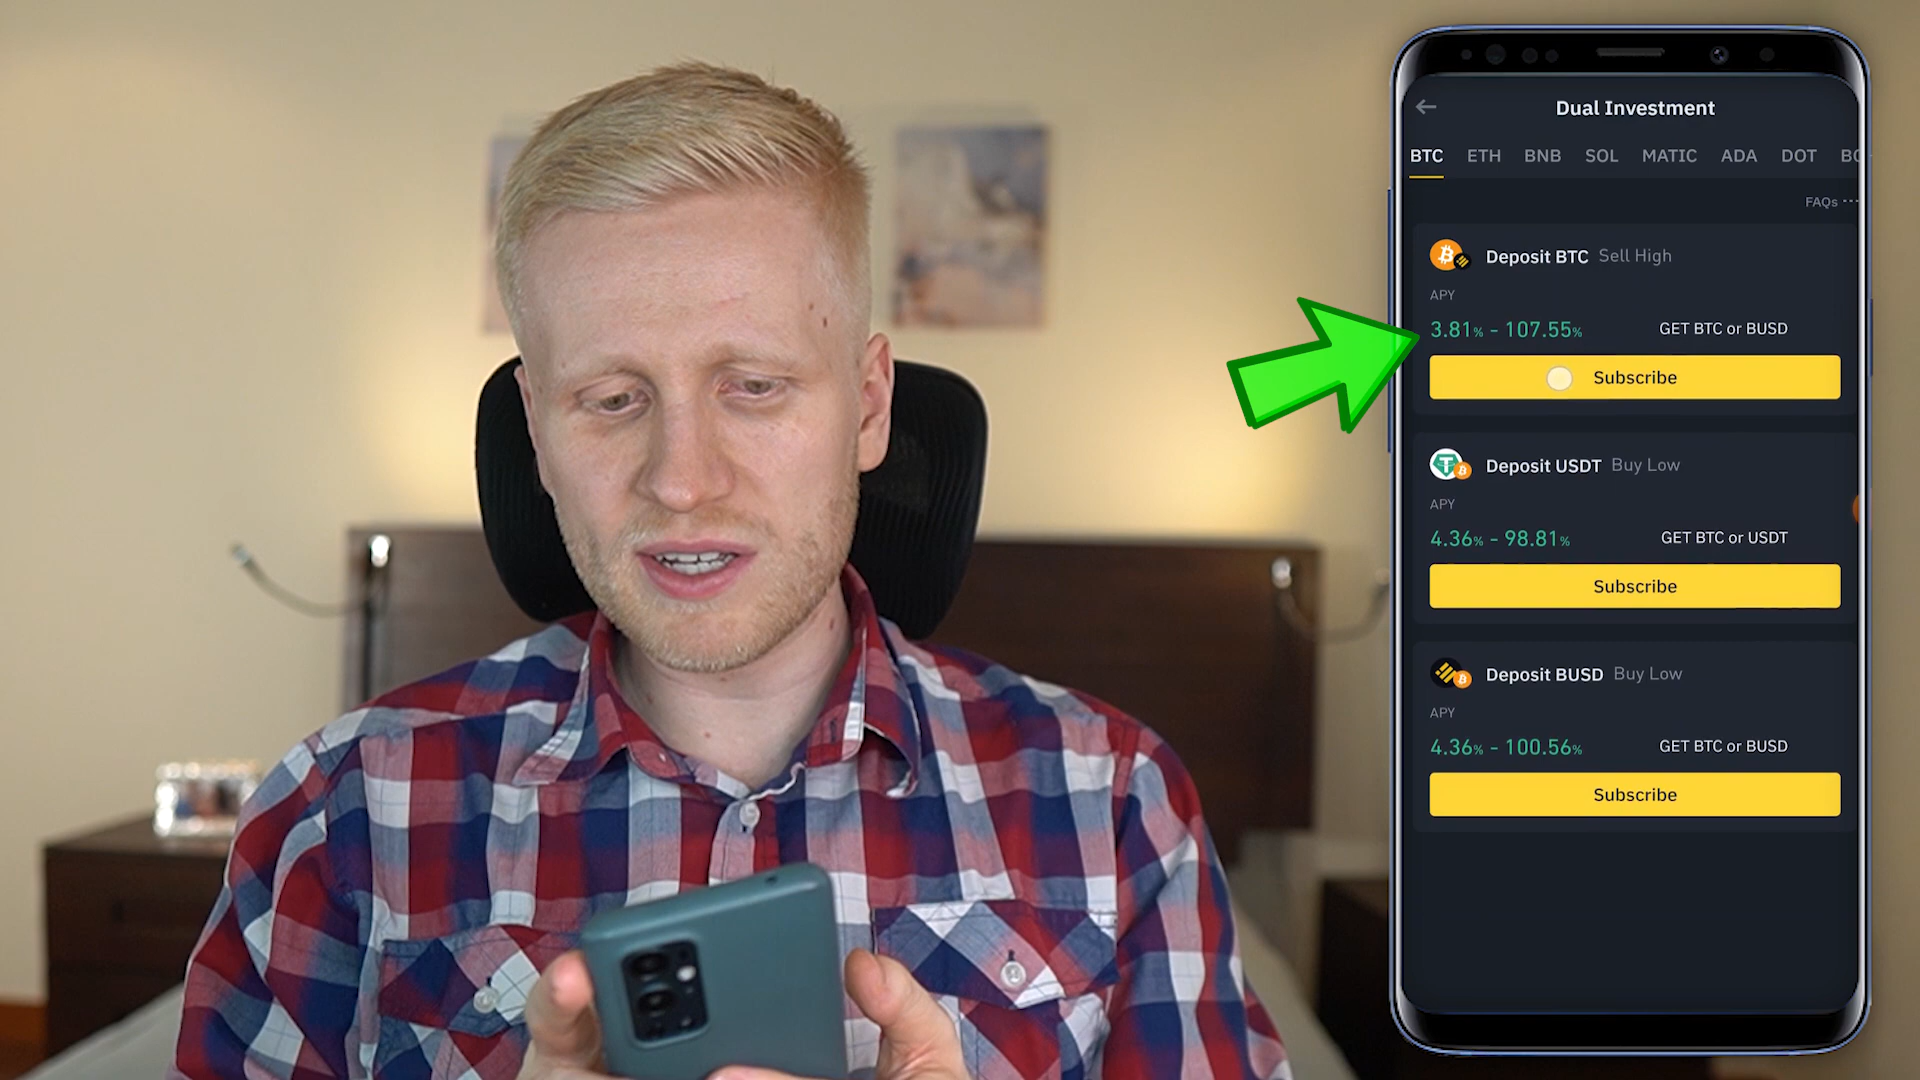 Dual Investment
BTC ETH BNB SOL MATIC ADA DOT
FAQs ···
Deposit BTC Sell High
APY
3.81% - 107.55% GET BTC or BUSD
Subscribe
Deposit USDT Buy Low
APY
4.36% - 98.81% GET BTC or USDT
Subscribe
Deposit BUSD Buy Low
APY
4.36% - 100.56% GET BTC or BUSD
Subscribe